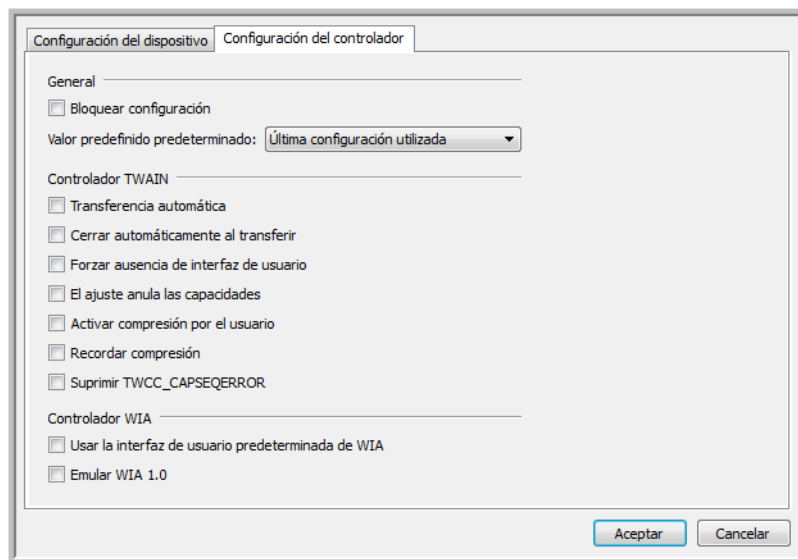 Configuración del dispositivo Configuración del controlador
General
Bloquear configuración
Valor predefinido predeterminado: Última configuración utilizada
Controlador TWAIN
Transferencia automática
Cerrar automáticamente al transferir
Forzar ausencia de interfaz de usuario
El ajuste anula las capacidades
Activar compresión por el usuario
Recordar compresión
Suprimir TWCC_CAPSEQERROR
Controlador WIA
Usar la interfaz de usuario predeterminada de WIA
Emular WIA 1.0
Aceptar Cancelar